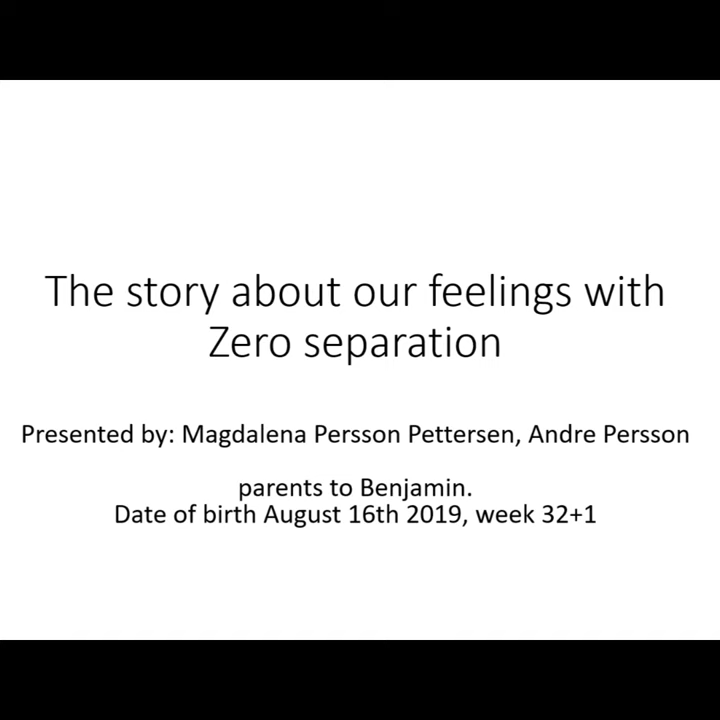 The story about our feelings with
Zero separation
Presented by: Magdalena Persson Pettersen, Andre Persson
parents to Benjamin.
Date of birth August 16th 2019, week 32+1